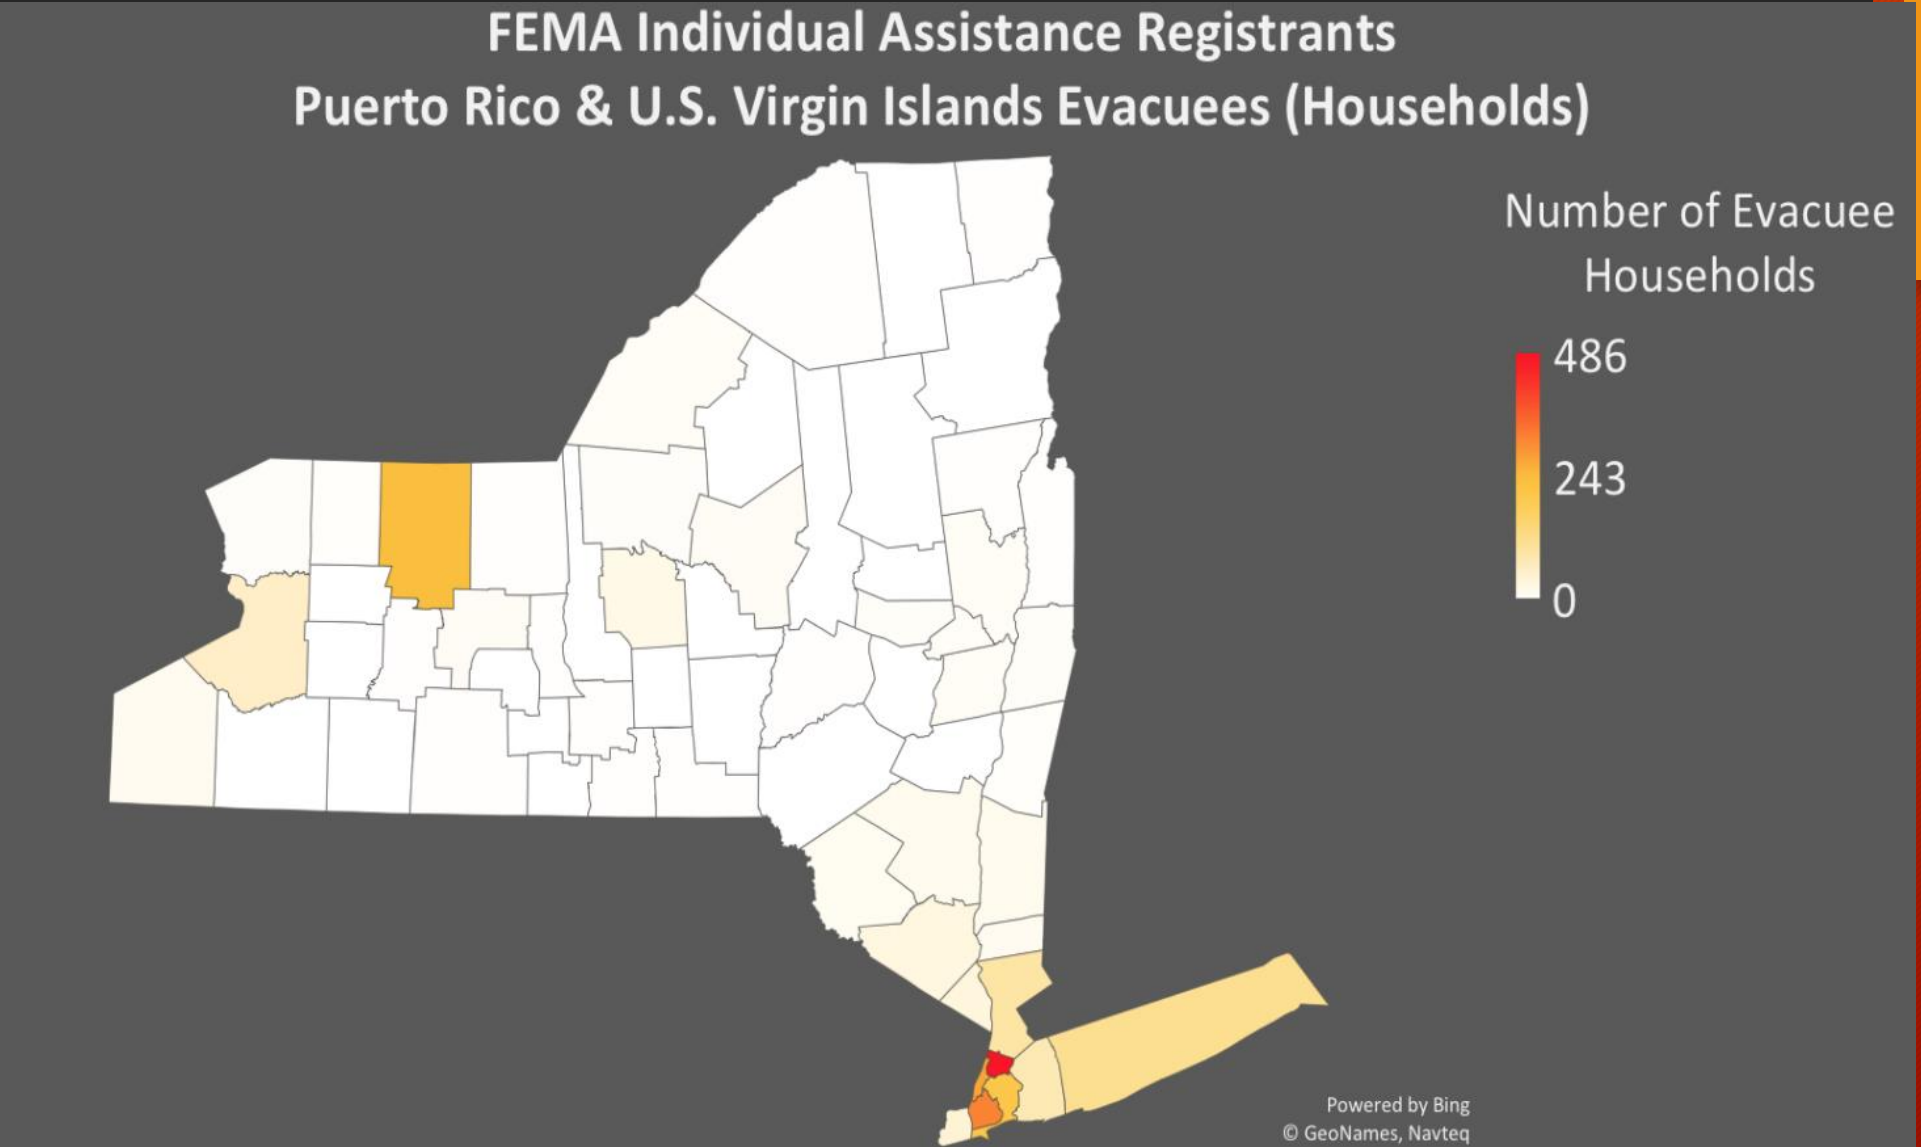 FEMA Individual Assistance Registrants
Puerto Rico & U.S. Virgin Islands Evacuees (Households)
Number of Evacuee
Households
486
243
0
Powered by Bing
© GeoNames, Navteq